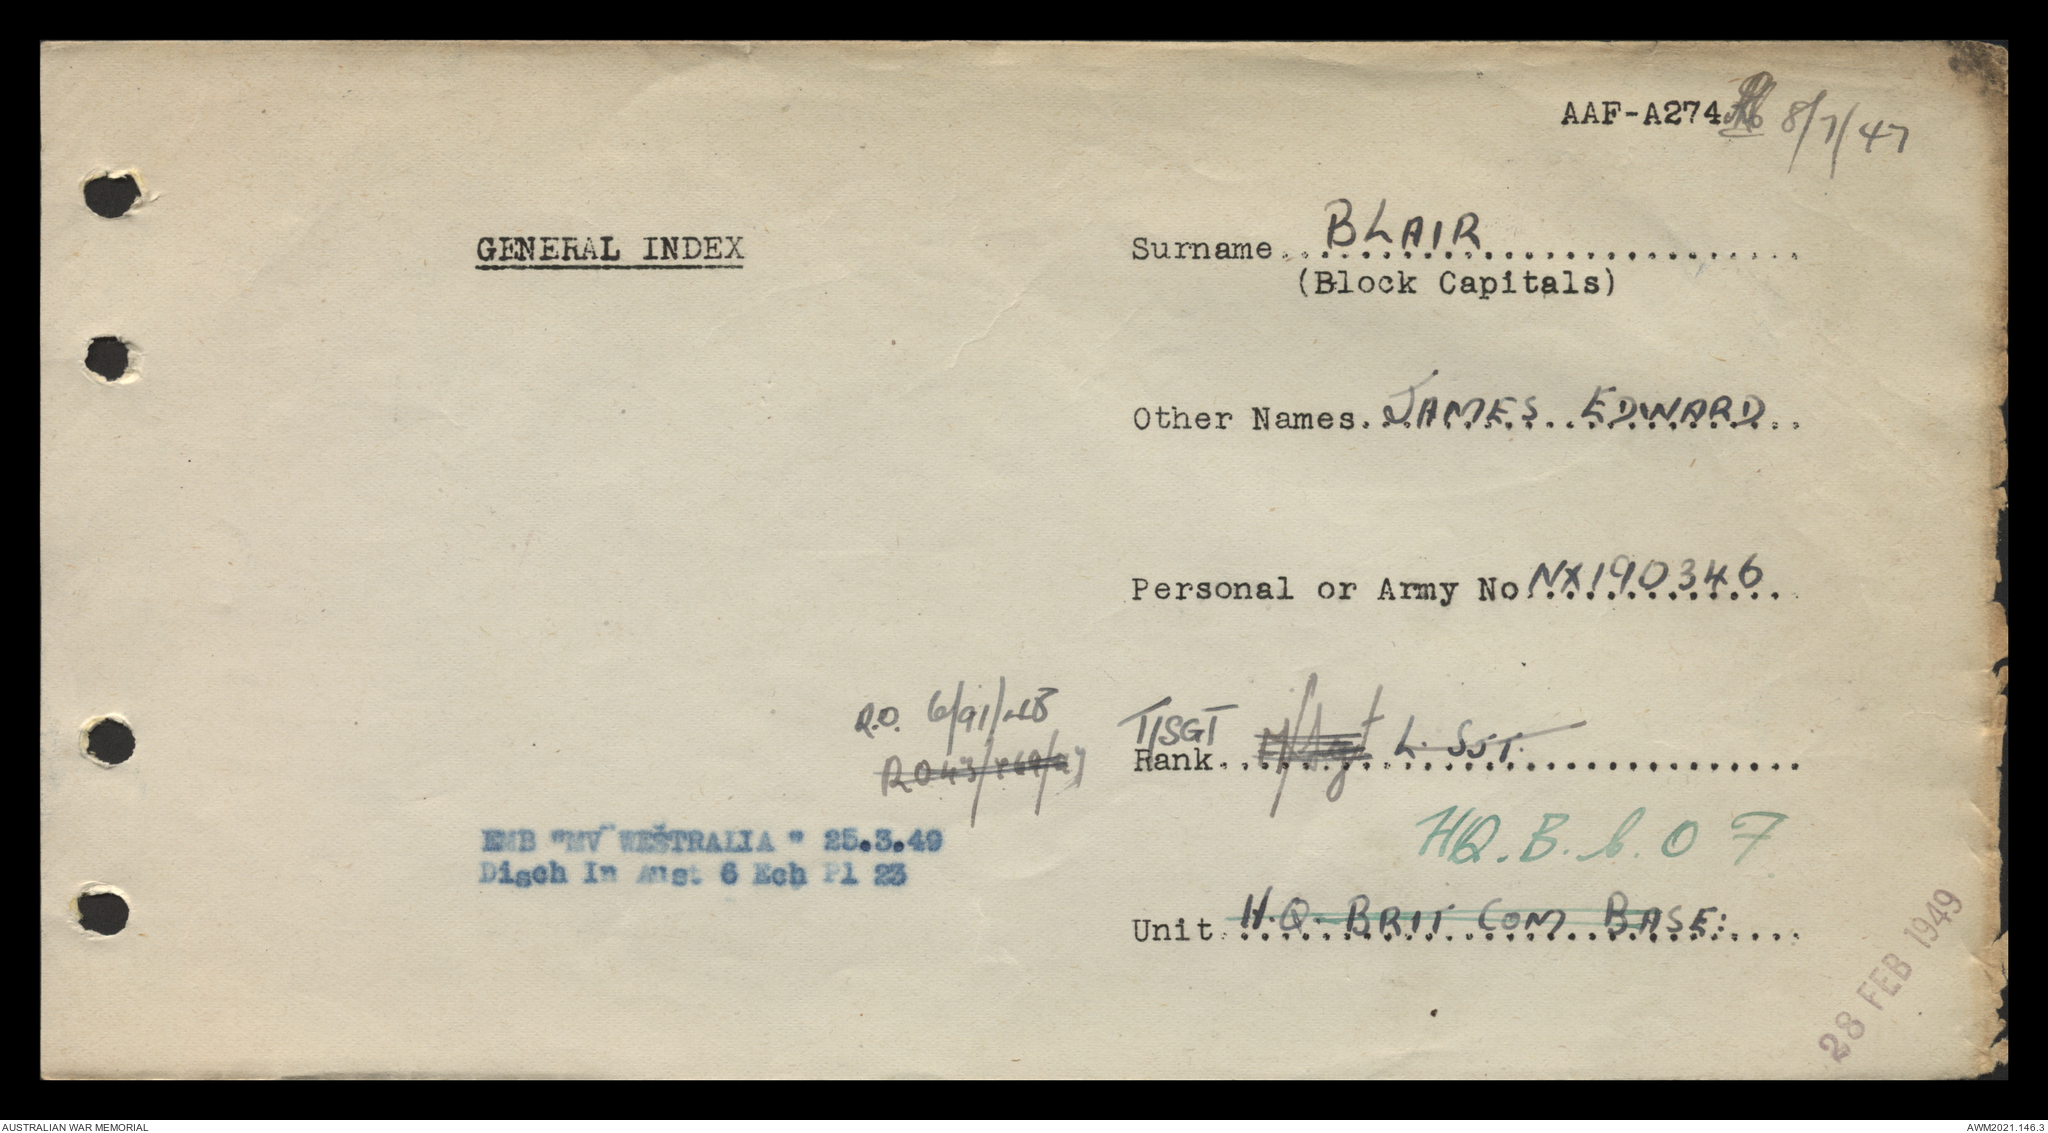 AAF-A274 8/7/47
GENERAL INDEX
Surname BLAIR
(Block Capitals)
Other Names JAMES EDWARD
Personal or Army No NX190346
R.O. 6/91/48
T/SGT
Rank L. SJT.
EMB "MV WESTRALIA" 25.3.49
Disch In Aust 6 Ech Pl 23
HQ. B. C. O F
Unit H.Q. BRIT COM BASE:
28 FEB 1949
AUSTRALIAN WAR MEMORIAL
AWM2021.146.3